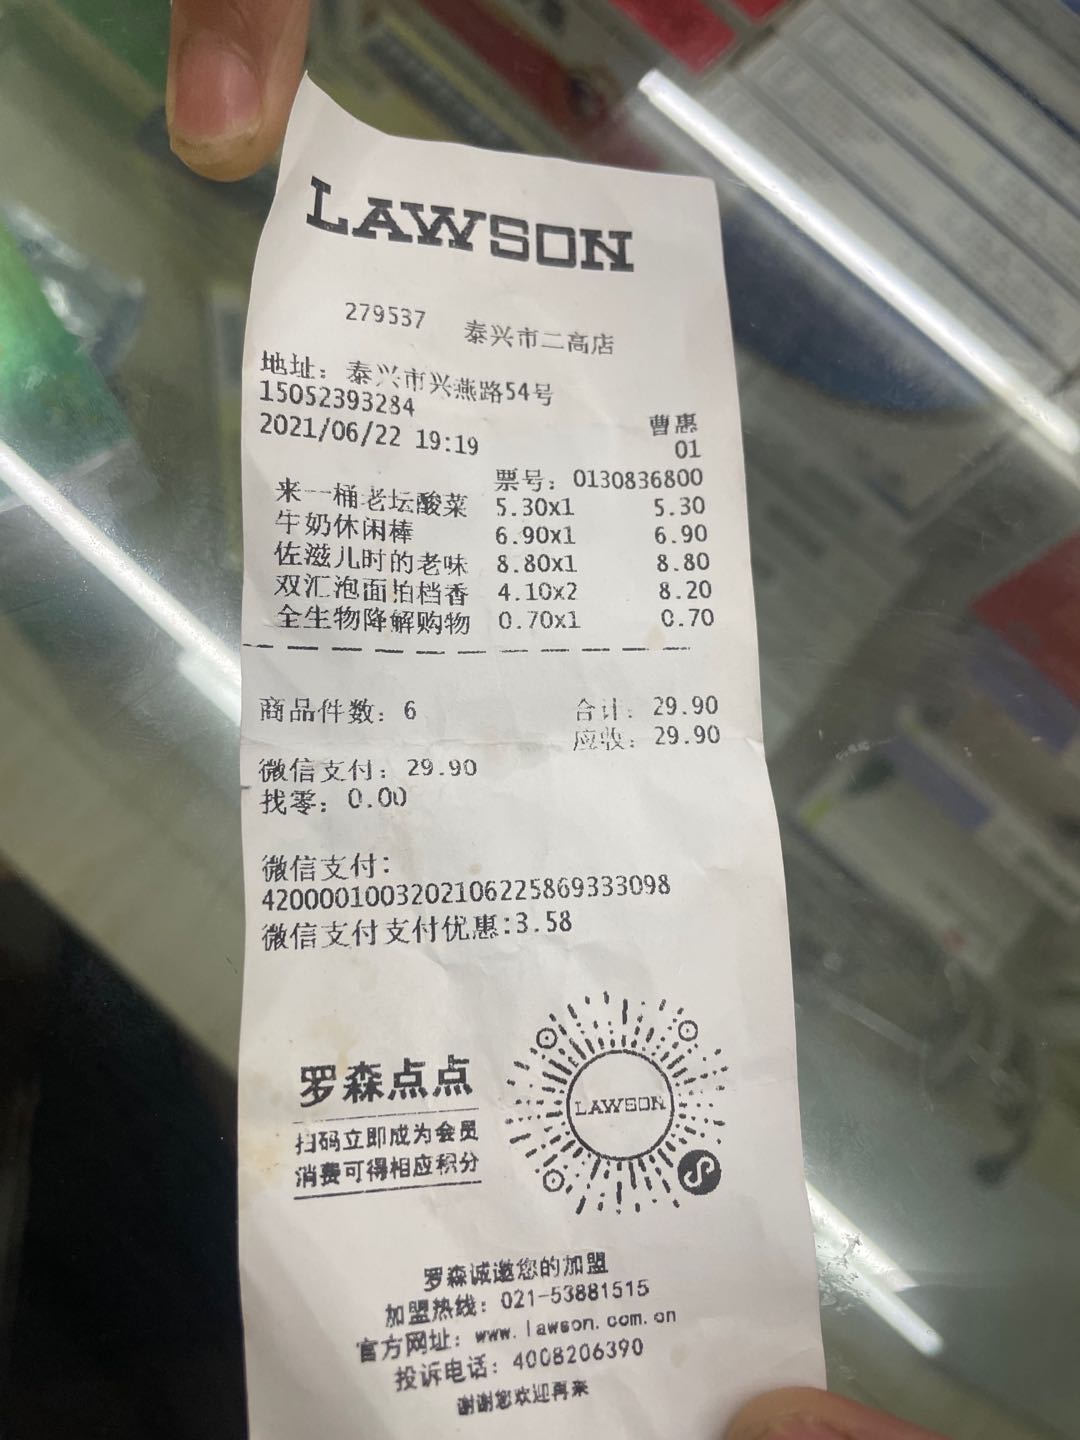 LAWSON
279537 泰兴市二高店
地址：泰兴市兴燕路54号
15052393284 曹惠
2021/06/22 19:19 01
票号：0130836800
来一桶老坛酸菜 5.30x1 5.30
牛奶休闲棒 6.90x1 6.90
佐滋儿时的老味 8.80x1 8.80
双汇泡面拍档香 4.10x2 8.20
全生物降解购物 0.70x1 0.70
商品件数：6 合计：29.90
应收：29.90
微信支付：29.90
找零：0.00
微信支付：
4200001003202106225869333098
微信支付支付优惠:3.58
罗森点点
扫码立即成为会员
消费可得相应积分
LAWSON
罗森诚邀您的加盟
加盟热线：021-53881515
官方网址：www.lawson.com.cn
投诉电话：4008206390
谢谢您欢迎再来